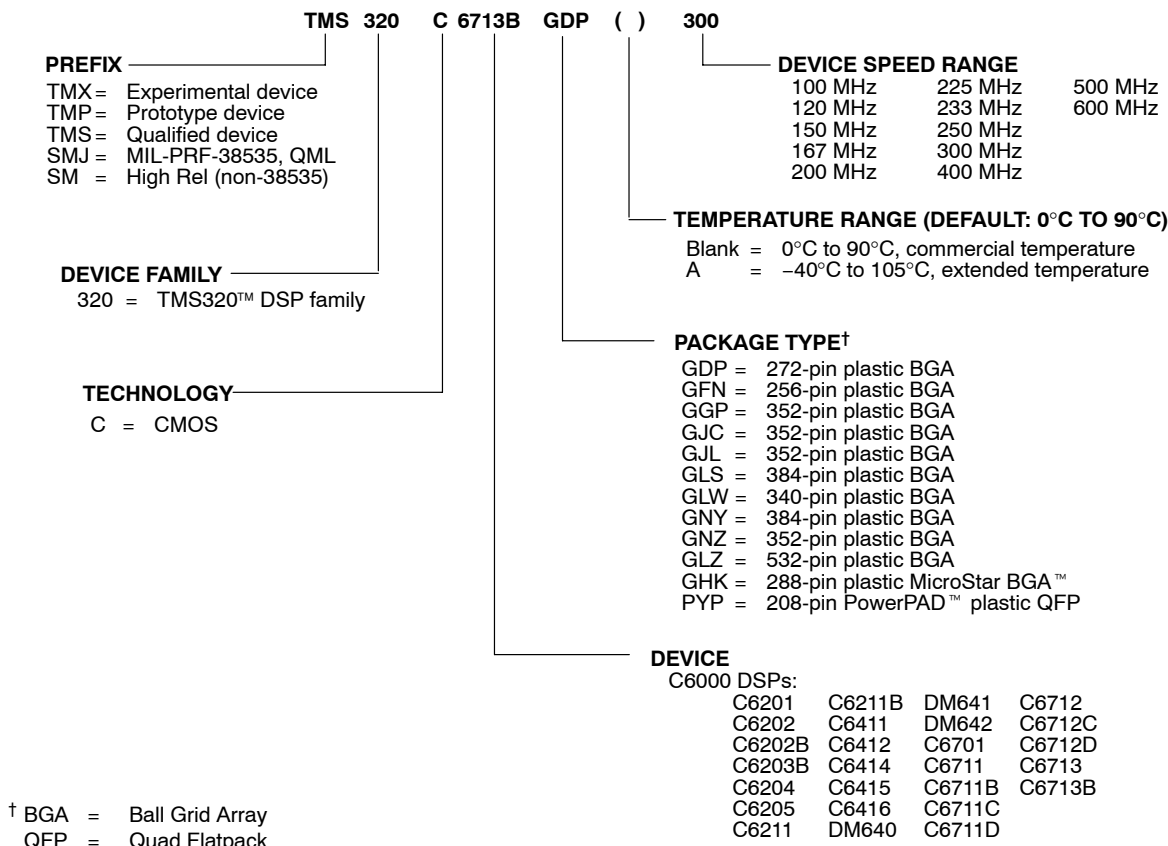 TMS 320 C 6713B GDP ( ) 300
PREFIX
TMX = Experimental device
TMP = Prototype device
TMS = Qualified device
SMJ = MIL-PRF-38535, QML
SM = High Rel (non-38535)
DEVICE SPEED RANGE
100 MHz 225 MHz 500 MHz
120 MHz 233 MHz 600 MHz
150 MHz 250 MHz
167 MHz 300 MHz
200 MHz 400 MHz
TEMPERATURE RANGE (DEFAULT: 0°C TO 90°C)
Blank = 0°C to 90°C, commercial temperature
A = −40°C to 105°C, extended temperature
DEVICE FAMILY
320 = TMS320™ DSP family
PACKAGE TYPE†
GDP = 272-pin plastic BGA
GFN = 256-pin plastic BGA
GGP = 352-pin plastic BGA
GJC = 352-pin plastic BGA
GJL = 352-pin plastic BGA
GLS = 384-pin plastic BGA
GLW = 340-pin plastic BGA
GNY = 384-pin plastic BGA
GNZ = 352-pin plastic BGA
GLZ = 532-pin plastic BGA
GHK = 288-pin plastic MicroStar BGA™
PYP = 208-pin PowerPAD™ plastic QFP
TECHNOLOGY
C = CMOS
DEVICE
C6000 DSPs:
C6201 C6211B DM641 C6712
C6202 C6411 DM642 C6712C
C6202B C6412 C6701 C6712D
C6203B C6414 C6711 C6713
C6204 C6415 C6711B C6713B
C6205 C6416 C6711C
C6211 DM640 C6711D
† BGA = Ball Grid Array
QFP = Quad Flatpack